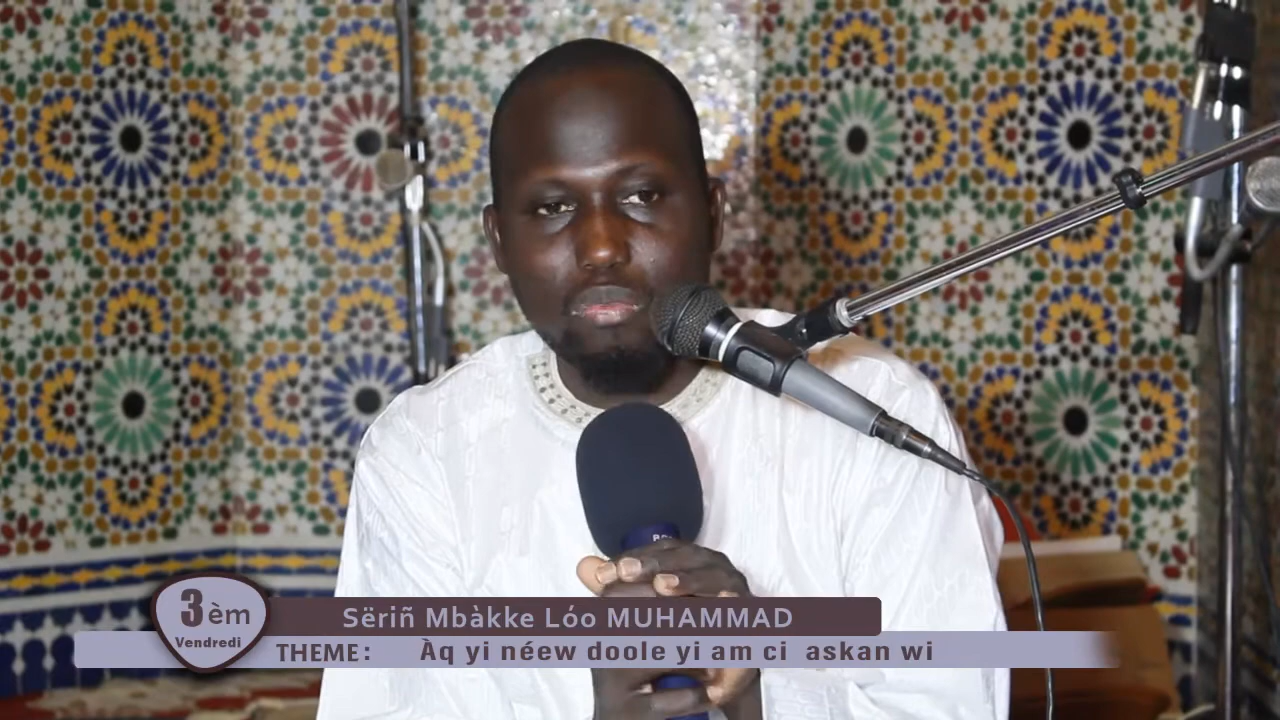 3èm
Vendredi
Sëriñ Mbàkke Lóo MUHAMMAD
THEME: Àq yi néew doole yi am ci askan wi